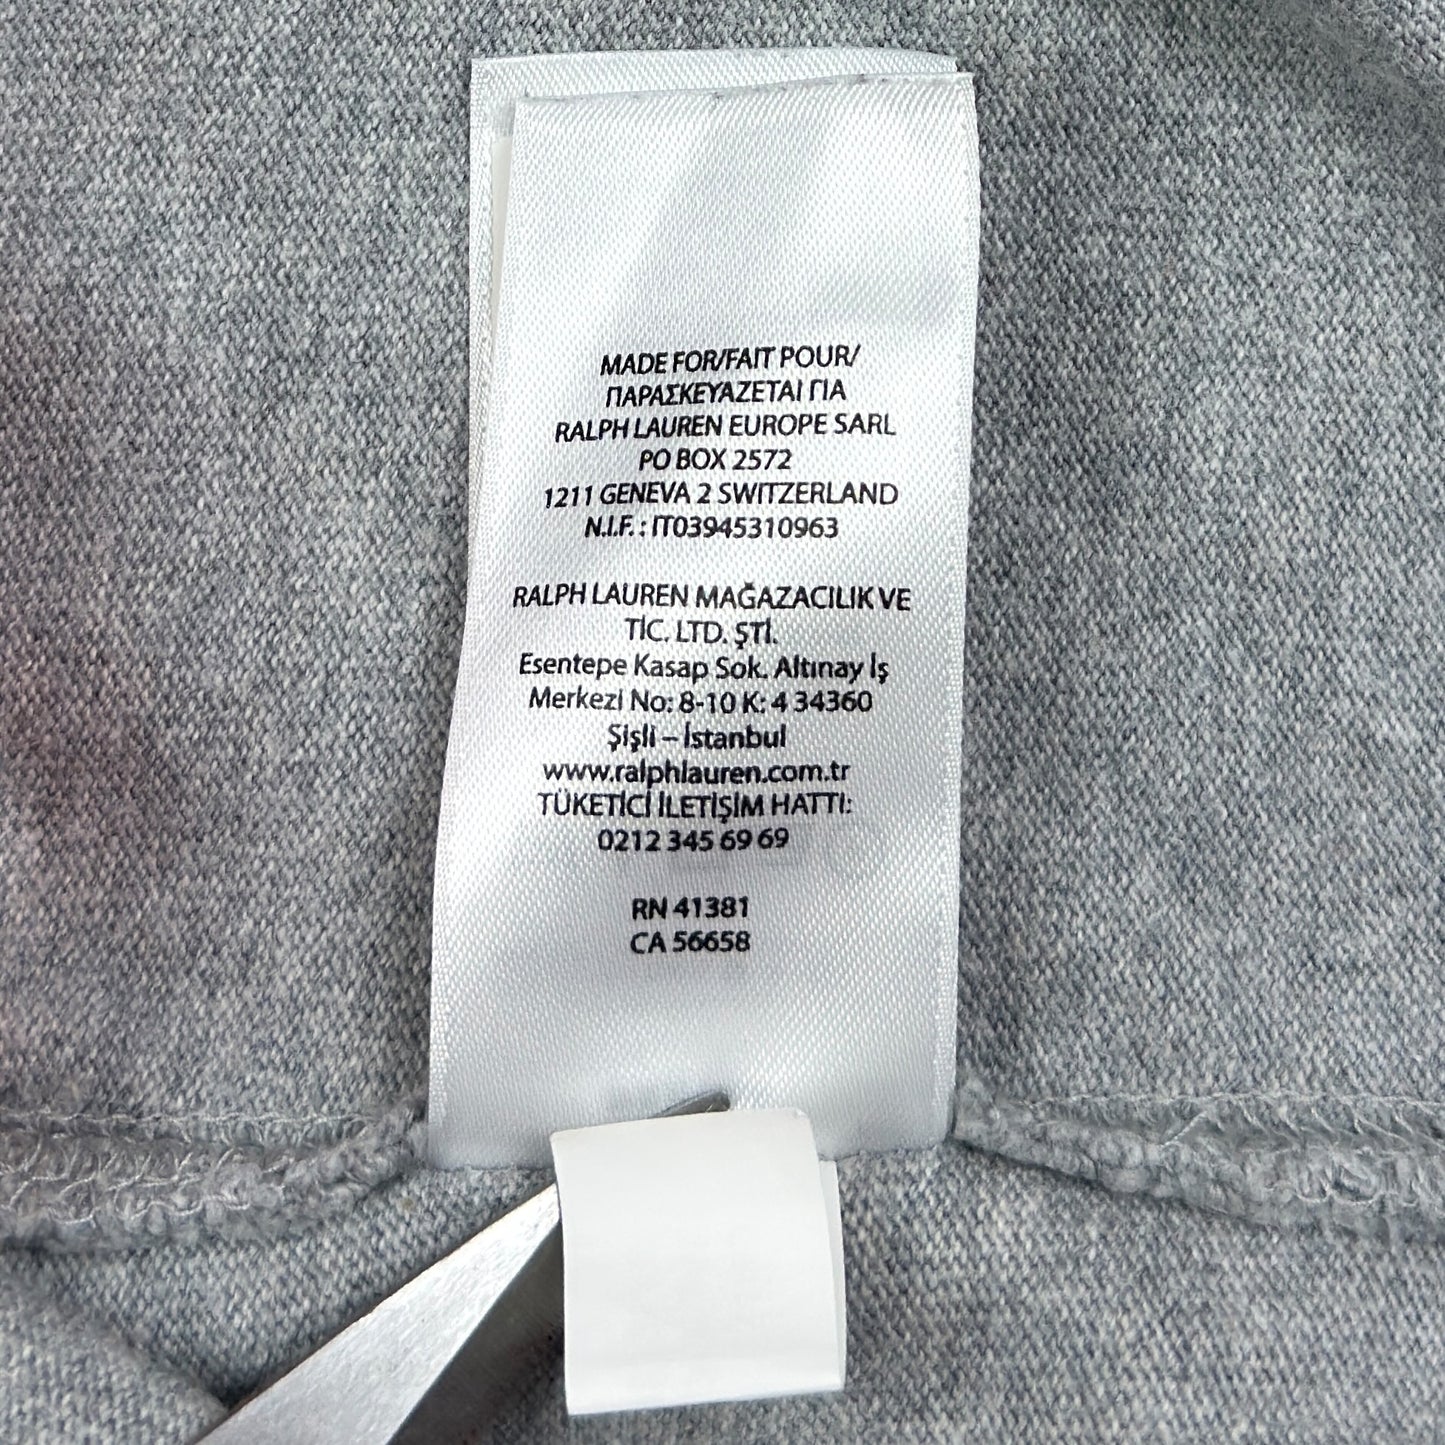 MADE FOR/FAIT POUR/
ΠΑΡΑΣΚΕΥΑΖΕΤΑΙ ΓΙΑ
RALPH LAUREN EUROPE SARL
PO BOX 2572
1211 GENEVA 2 SWITZERLAND
N.I.F. : IT03945310963
RALPH LAUREN MAĞAZACILIK VE
TİC. LTD. ŞTİ.
Esentepe Kasap Sok. Altınay İş
Merkezi No: 8-10 K: 4 34360
Şişli – İstanbul
www.ralphlauren.com.tr
TÜKETİCİ İLETİŞİM HATTI:
0212 345 69 69
RN 41381
CA 56658